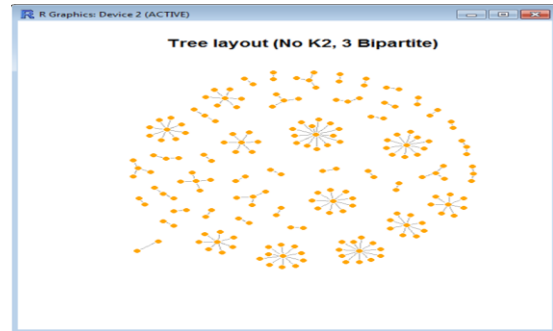 R Graphics: Device 2 (ACTIVE)
Tree layout (No K2, 3 Bipartite)